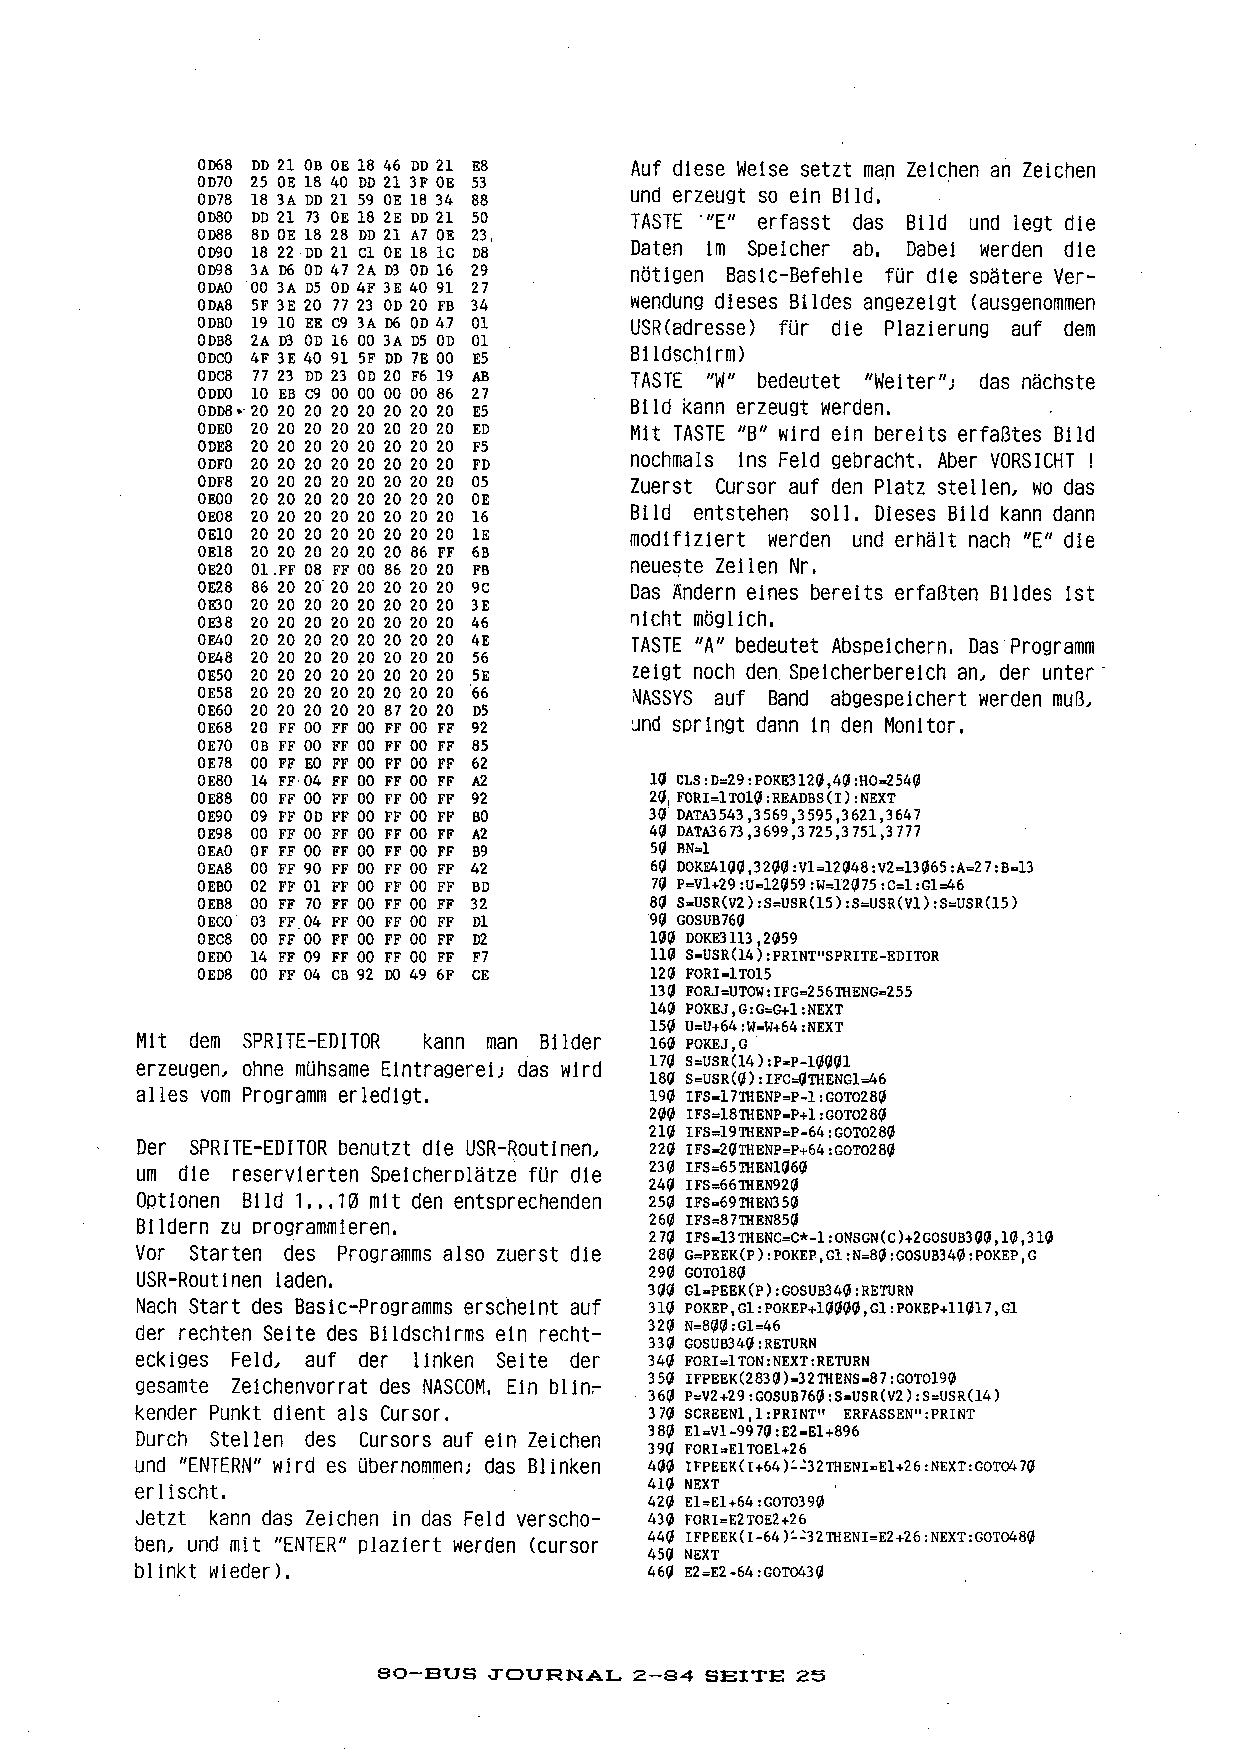 0D68 DD 21 0B 0E 18 46 DD 21 E8
0D70 25 0E 18 40 DD 21 3F 0E 53
0D78 18 3A DD 21 59 0E 18 34 88
0D80 DD 21 73 0E 18 2E DD 21 50
0D88 8D 0E 18 28 DD 21 A7 0E 23
0D90 18 22 DD 21 C1 0E 18 1C D8
0D98 3A D6 0D 47 2A D3 0D 16 29
0DA0 00 3A D5 0D 4F 3E 40 91 27
0DA8 5F 3E 20 77 23 0D 20 FB 34
0DB0 19 10 EE C9 3A D6 0D 47 01
0DB8 2A D3 0D 16 00 3A D5 0D 01
0DC0 4F 3E 40 91 5F DD 7E 00 E5
0DC8 77 23 DD 23 0D 20 F6 19 AB
0DD0 10 EB C9 00 00 00 00 86 27
0DD8 20 20 20 20 20 20 20 20 E5
0DE0 20 20 20 20 20 20 20 20 ED
0DE8 20 20 20 20 20 20 20 20 F5
0DF0 20 20 20 20 20 20 20 20 FD
0DF8 20 20 20 20 20 20 20 20 05
0E00 20 20 20 20 20 20 20 20 0E
0E08 20 20 20 20 20 20 20 20 16
0E10 20 20 20 20 20 20 20 20 1E
0E18 20 20 20 20 20 20 86 FF 6B
0E20 01 FF 08 FF 00 86 20 20 FB
0E28 86 20 20 20 20 20 20 20 9C
0E30 20 20 20 20 20 20 20 20 3E
0E38 20 20 20 20 20 20 20 20 46
0E40 20 20 20 20 20 20 20 20 4E
0E48 20 20 20 20 20 20 20 20 56
0E50 20 20 20 20 20 20 20 20 5E
0E58 20 20 20 20 20 20 20 20 66
0E60 20 20 20 20 20 87 20 20 D5
0E68 20 FF 00 FF 00 FF 00 FF 92
0E70 0B FF 00 FF 00 FF 00 FF 85
0E78 00 FF E0 FF 00 FF 00 FF 62
0E80 14 FF 04 FF 00 FF 00 FF A2
0E88 00 FF 00 FF 00 FF 00 FF 92
0E90 09 FF 0D FF 00 FF 00 FF B0
0E98 00 FF 00 FF 00 FF 00 FF A2
0EA0 0F FF 00 FF 00 FF 00 FF B9
0EA8 00 FF 90 FF 00 FF 00 FF 42
0EB0 02 FF 01 FF 00 FF 00 FF BD
0EB8 00 FF 70 FF 00 FF 00 FF 32
0EC0 03 FF 04 FF 00 FF 00 FF D1
0EC8 00 FF 00 FF 00 FF 00 FF D2
0ED0 14 FF 09 FF 00 FF 00 FF F7
0ED8 00 FF 04 CB 92 D0 49 6F CE
Mit dem SPRITE-EDITOR kann man Bilder
erzeugen, ohne mühsame Eintragerei; das wird
alles vom Programm erledigt.
Der SPRITE-EDITOR benutzt die USR-Routinen,
um die reservierten Speicherplätze für die
Optionen Bild 1...10 mit den entsprechenden
Bildern zu programmieren.
Vor Starten des Programms also zuerst die
USR-Routinen laden.
Nach Start des Basic-Programms erscheint auf
der rechten Seite des Bildschirms ein recht-
eckiges Feld, auf der linken Seite der
gesamte Zeichenvorrat des NASCOM. Ein blin-
kender Punkt dient als Cursor.
Durch Stellen des Cursors auf ein Zeichen
und "ENTERN" wird es übernommen; das Blinken
erlischt.
Jetzt kann das Zeichen in das Feld verscho-
ben, und mit "ENTER" plaziert werden (cursor
blinkt wieder).
Auf diese Weise setzt man Zeichen an Zeichen
und erzeugt so ein Bild.
TASTE "E" erfasst das Bild und legt die
Daten im Speicher ab. Dabei werden die
nötigen Basic-Befehle für die spätere Ver-
wendung dieses Bildes angezeigt (ausgenommen
USR(adresse) für die Plazierung auf dem
Bildschirm)
TASTE "W" bedeutet "Weiter"; das nächste
Bild kann erzeugt werden.
Mit TASTE "B" wird ein bereits erfaßtes Bild
nochmals ins Feld gebracht. Aber VORSICHT !
Zuerst Cursor auf den Platz stellen, wo das
Bild entstehen soll. Dieses Bild kann dann
modifiziert werden und erhält nach "E" die
neueste Zeilen Nr.
Das Ändern eines bereits erfaßten Bildes ist
nicht möglich.
TASTE "A" bedeutet Abspeichern. Das Programm
zeigt noch den Speicherbereich an, der unter
NASSYS auf Band abgespeichert werden muß,
und springt dann in den Monitor.
10 CLS:D=29:POKE3120,40:HO=2540
20 FORI=1TO10:READBS(I):NEXT
30 DATA3543,3569,3595,3621,3647
40 DATA3673,3699,3725,3751,3777
50 BN=1
60 DOKE4100,3200:V1=12048:V2=13065:A=27:B=13
70 P=V1+29:U=12059:W=12075:C=1:G1=46
80 S=USR(V2):S=USR(15):S=USR(V1):S=USR(15)
90 GOSUB760
100 DOKE3113,2059
110 S=USR(14):PRINT"SPRITE-EDITOR
120 FORI=1TO15
130 FORJ=UTOW:IFG=256THENG=255
140 POKEJ,G:G=G+1:NEXT
150 U=U+64:W=W+64:NEXT
160 POKEJ,G
170 S=USR(14):P=P-10001
180 S=USR(0):IFC=0THENG1=46
190 IFS=17THENP=P-1:GOTO280
200 IFS=18THENP=P+1:GOTO280
210 IFS=19THENP=P-64:GOTO280
220 IFS=20THENP=P+64:GOTO280
230 IFS=65THEN1060
240 IFS=66THEN920
250 IFS=69THEN350
260 IFS=87THEN850
270 IFS=13THENC=C*-1:ONSGN(C)+2GOSUB300,10,310
280 G=PEEK(P):POKEP,G1:N=80:GOSUB340:POKEP,G
290 GOTO180
300 G1=PEEK(P):GOSUB340:RETURN
310 POKEP,G1:POKEP+10000,G1:POKEP+11017,G1
320 N=800:G1=46
330 GOSUB340:RETURN
340 FORI=1TON:NEXT:RETURN
350 IFPEEK(2830)=32THENS=87:GOTO190
360 P=V2+29:GOSUB760:S=USR(V2):S=USR(14)
370 SCREEN1,1:PRINT" ERFASSEN":PRINT
380 E1=V1-9970:E2=E1+896
390 FORI=E1TOE1+26
400 IFPEEK(I+64) 32THENI=E1+26:NEXT:GOTO470
410 NEXT
420 E1=E1+64:GOTO390
430 FORI=E2TOE2+26
440 IFPEEK(I-64) 32THENI=E2+26:NEXT:GOTO480
450 NEXT
460 E2=E2-64:GOTO430
80-BUS JOURNAL 2-84 SEITE 25